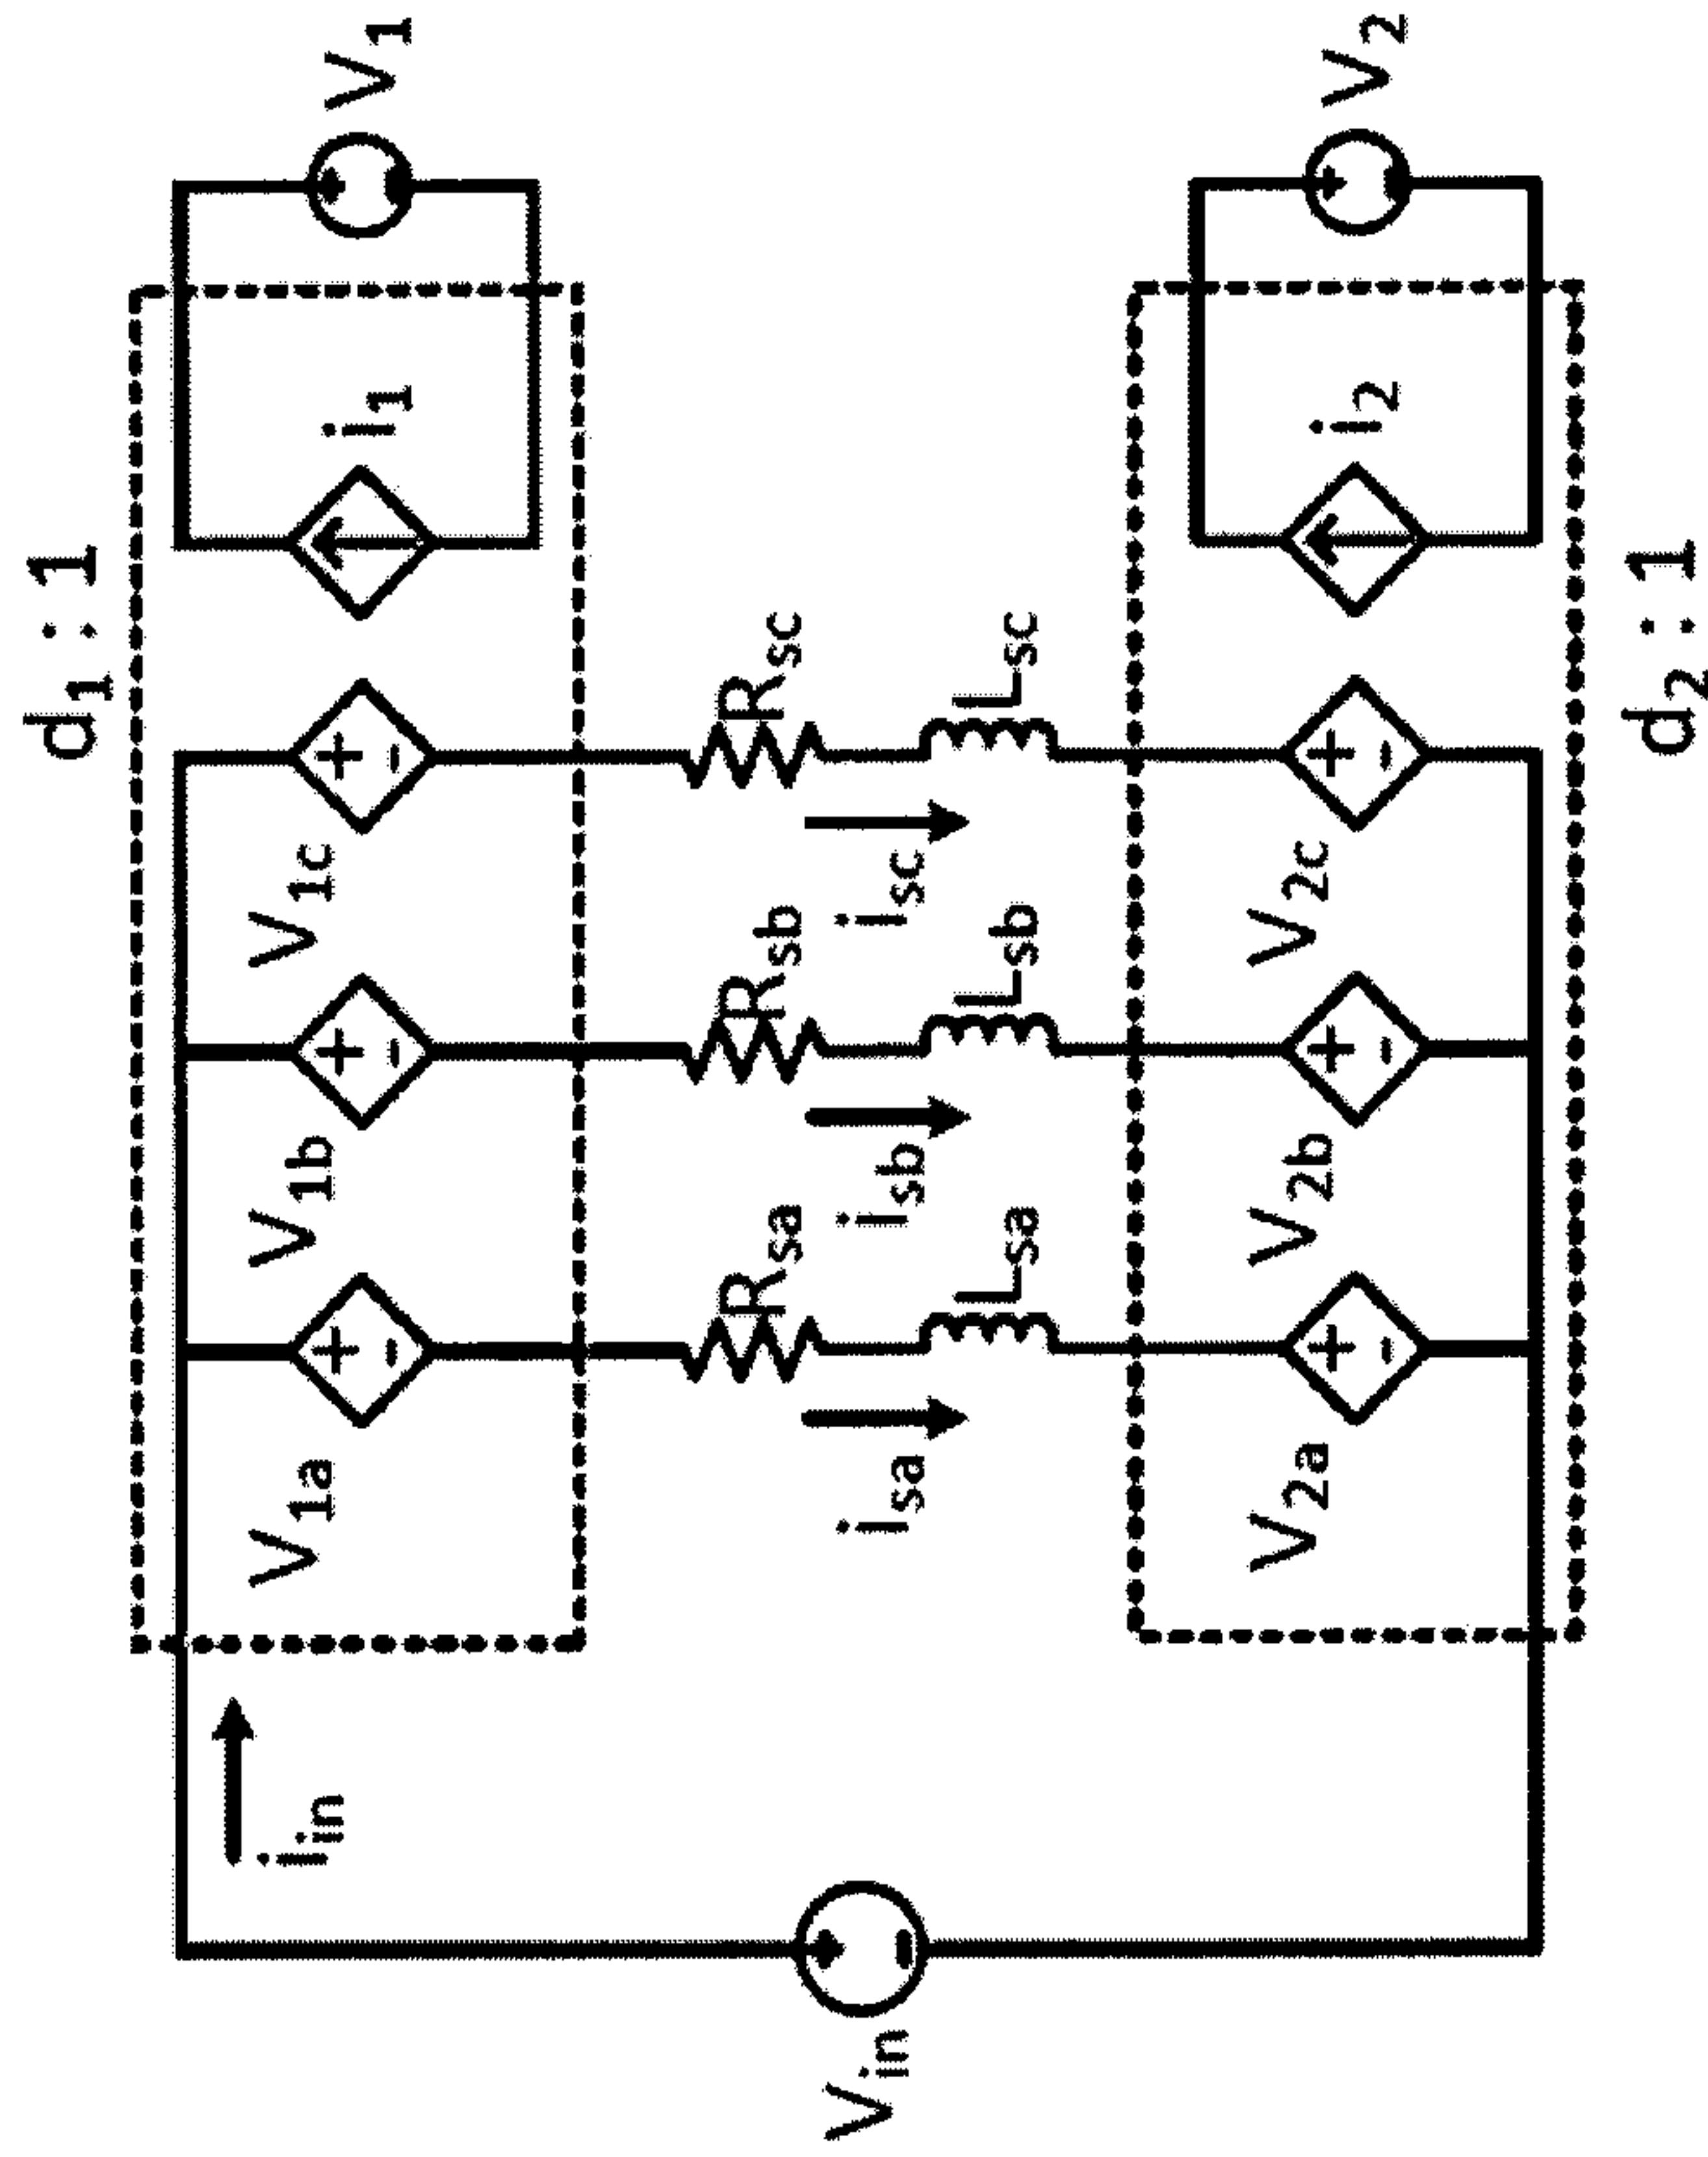 d₁ : 1
V₁ₐ
V₁b
V₁c
i₁
V₁
iᵢₙ
Rₛₐ
Rₛb
Rₛc
Vᵢₙ
iₛₐ
iₛb
iₛc
Lₛₐ
Lₛb
Lₛc
V₂ₐ
V₂b
V₂c
i₂
V₂
d₂ : 1